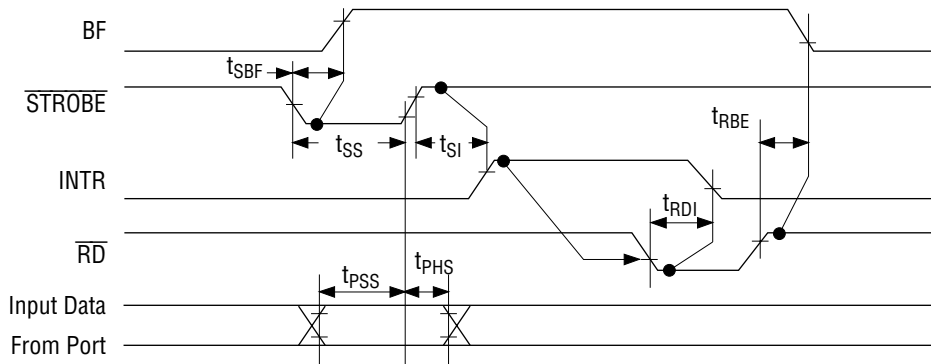 BF
tSBF
STROBE
tSS
tSI
tRBE
INTR
tRDI
RD
tPSS
tPHS
Input Data
From Port